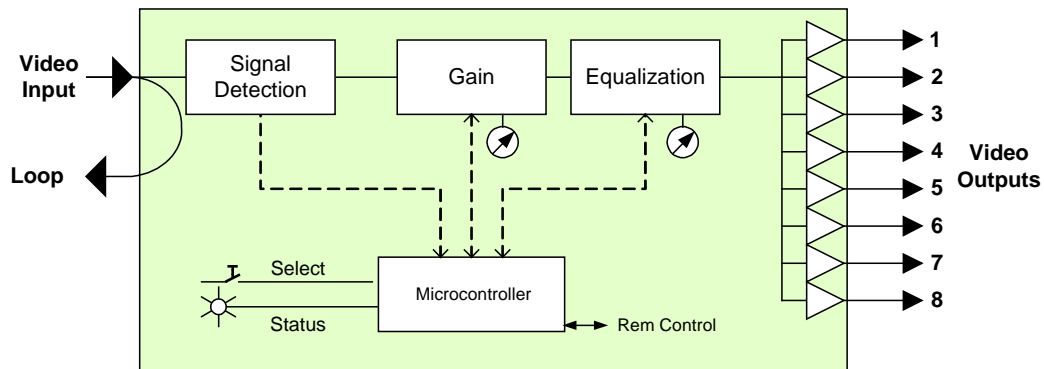 Video
Input
Loop
Signal
Detection
Gain
Equalization
Select
Status
Microcontroller
Rem Control
1
2
3
4
5
6
7
8
Video
Outputs